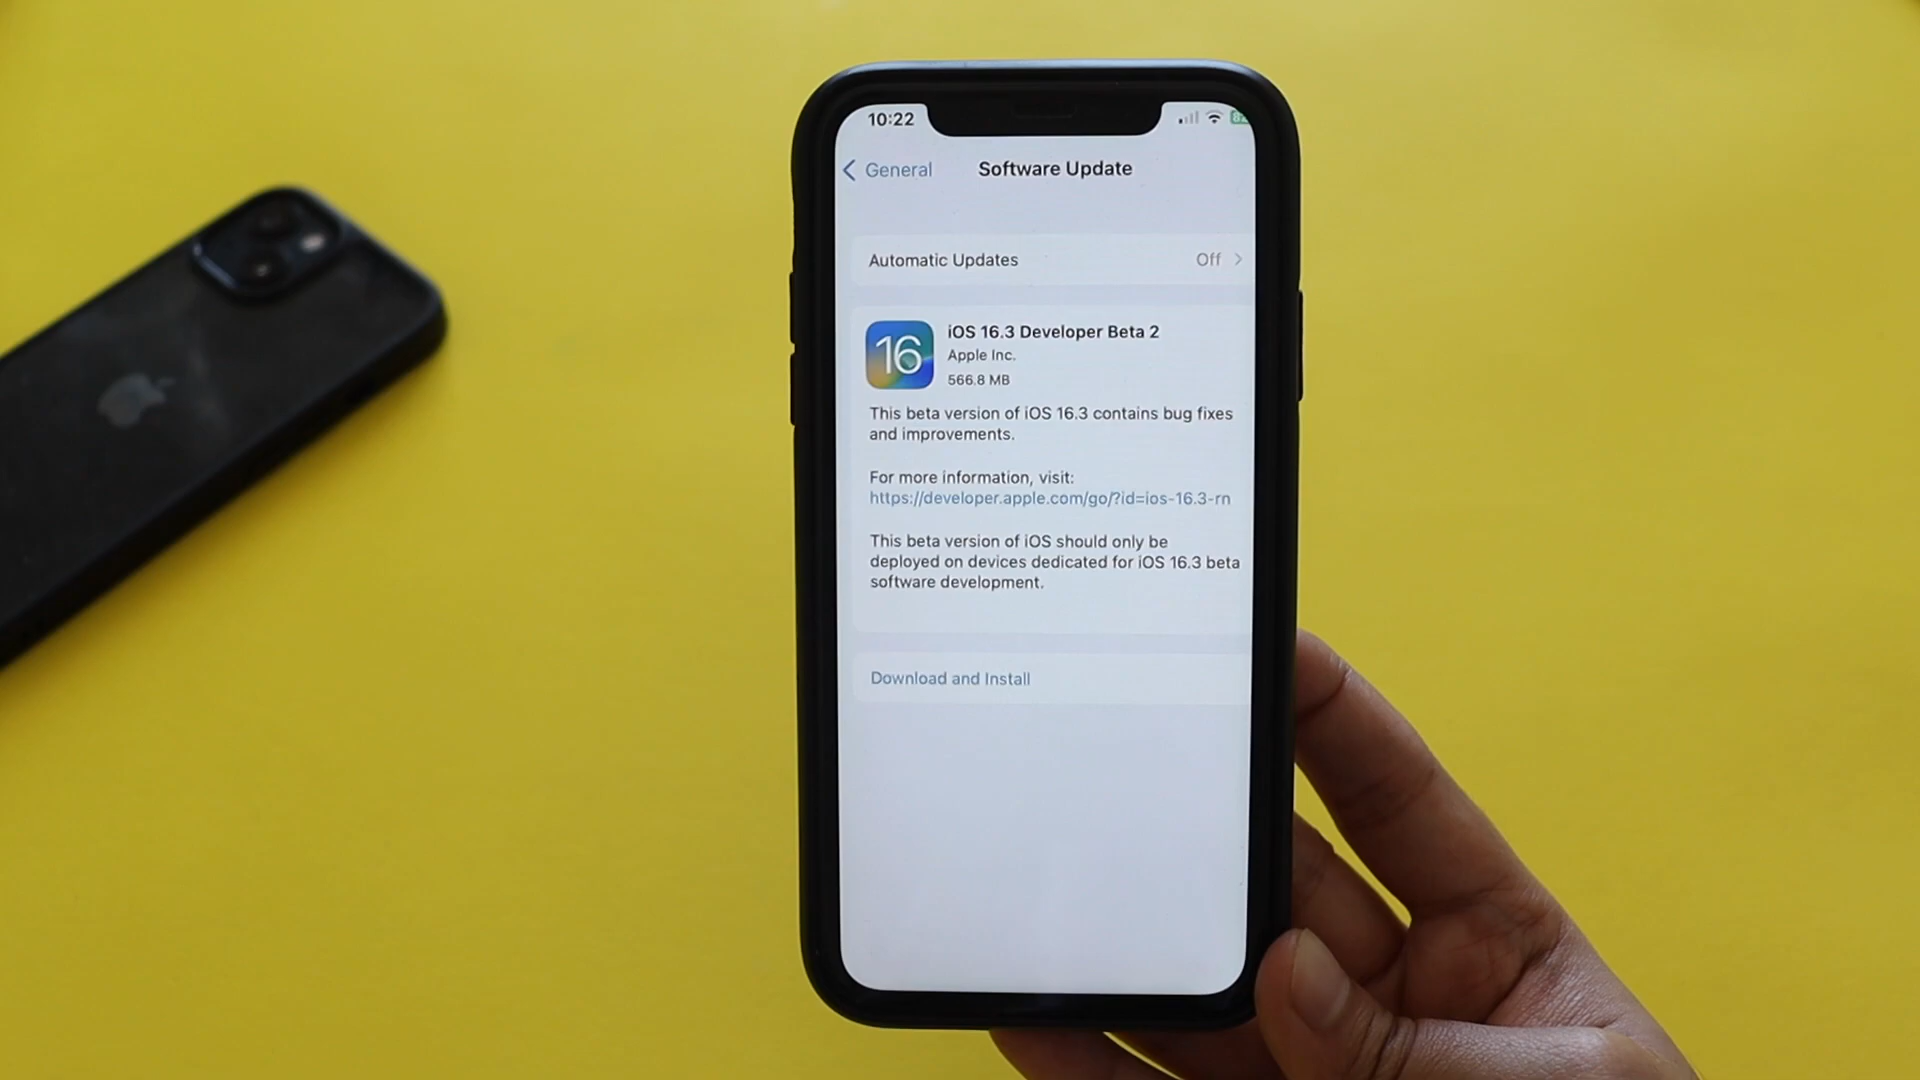 10:22
General
Software Update
Automatic Updates
Off
16
iOS 16.3 Developer Beta 2
Apple Inc.
566.8 MB
This beta version of iOS 16.3 contains bug fixes
and improvements.
For more information, visit:
https://developer.apple.com/go/?id=ios-16.3-rn
This beta version of iOS should only be
deployed on devices dedicated for iOS 16.3 beta
software development.
Download and Install